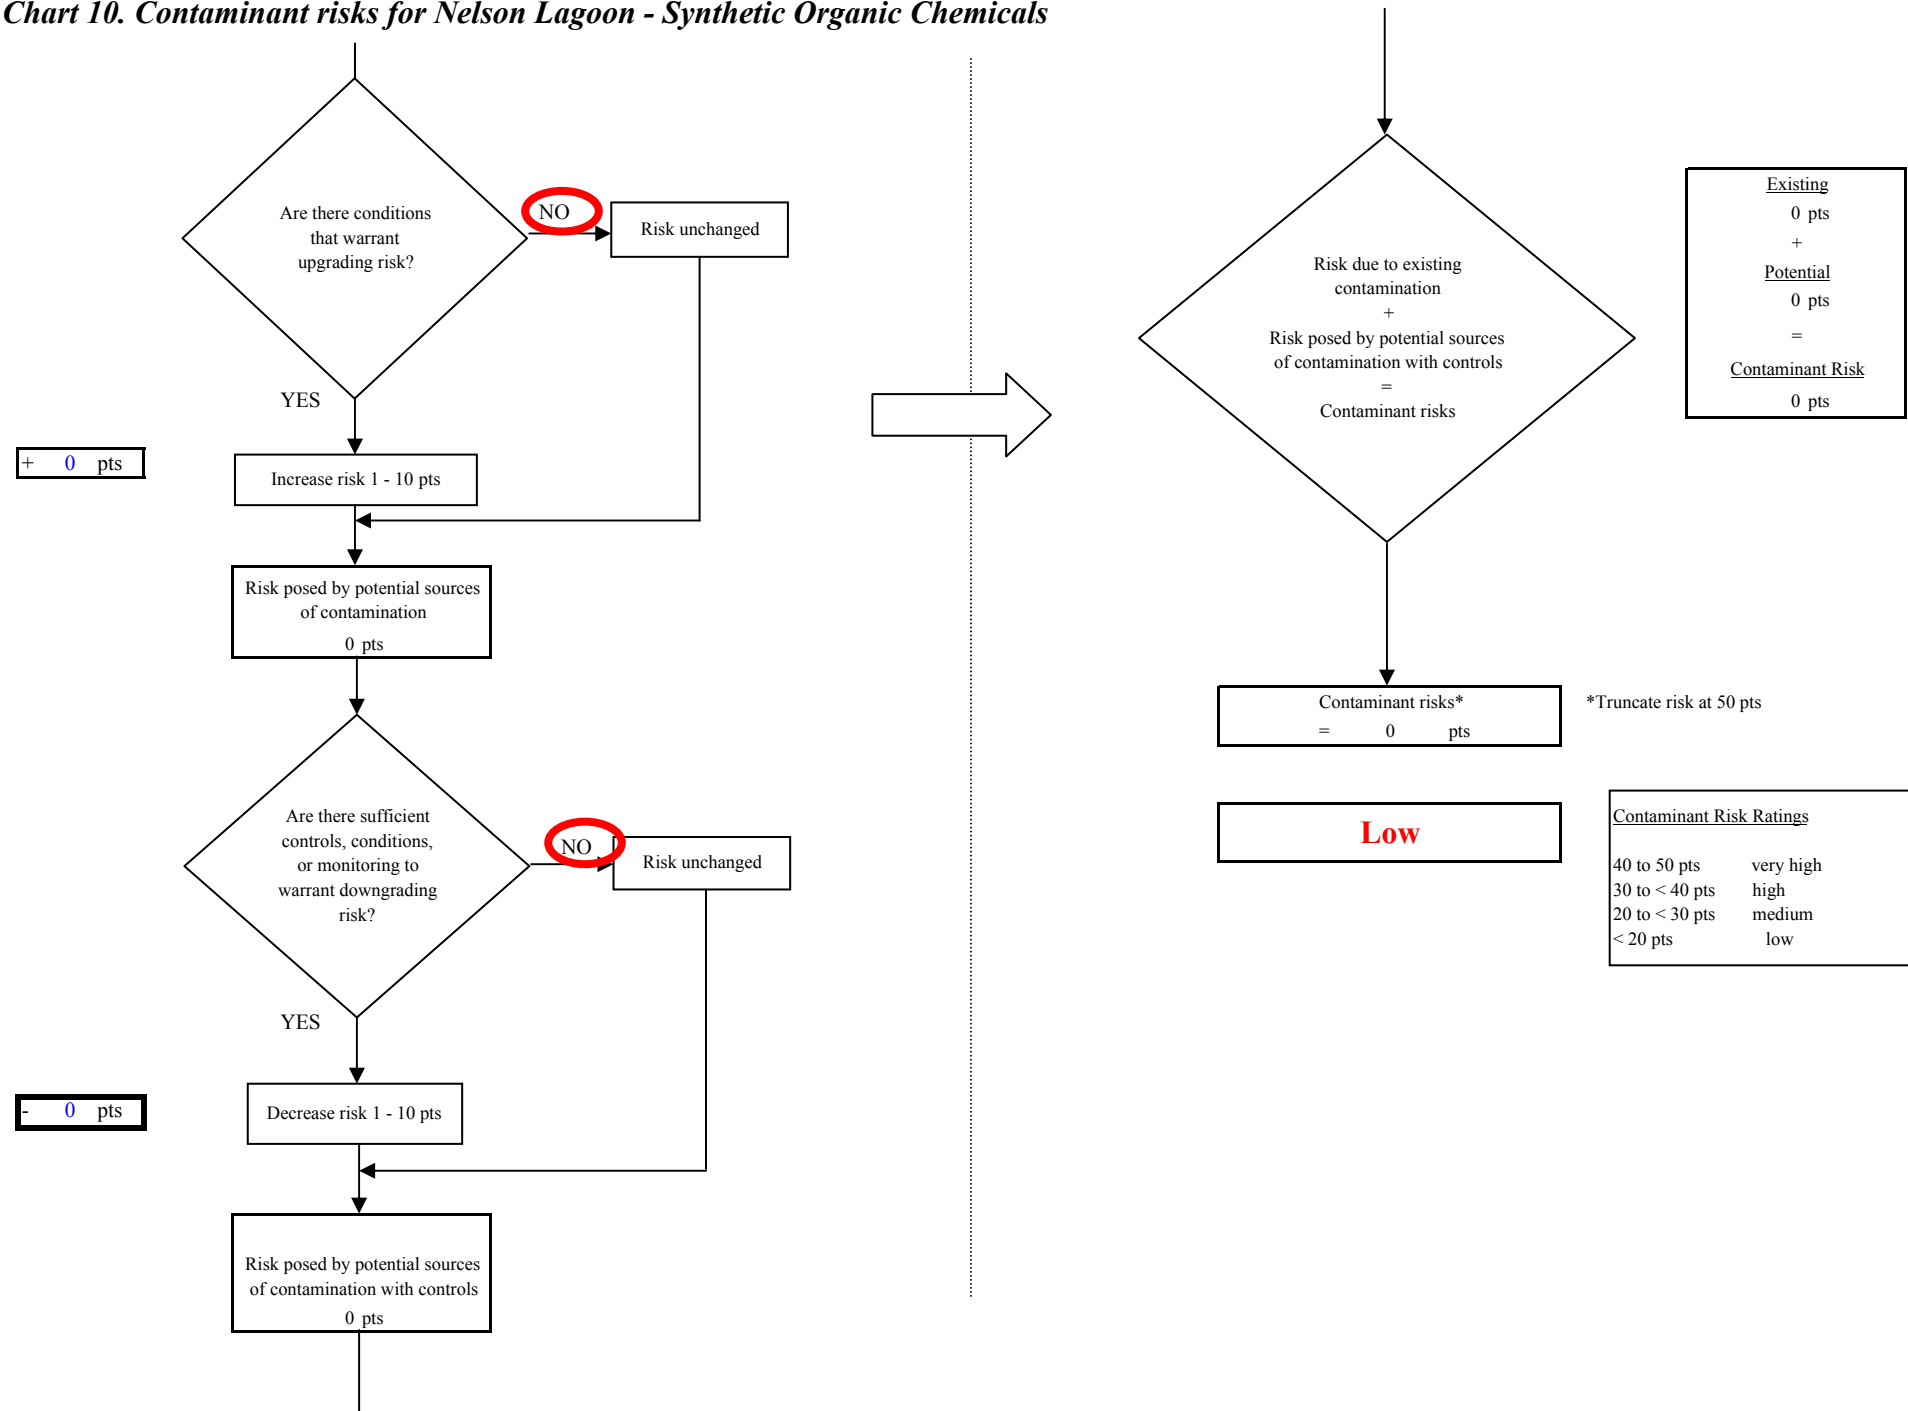 Chart 10. Contaminant risks for Nelson Lagoon - Synthetic Organic Chemicals
Are there conditions
that warrant
upgrading risk?
NO
Risk unchanged
YES
+ 0 pts
Increase risk 1 - 10 pts
Risk posed by potential sources
of contamination
0 pts
Are there sufficient
controls, conditions,
or monitoring to
warrant downgrading
risk?
NO
Risk unchanged
YES
- 0 pts
Decrease risk 1 - 10 pts
Risk posed by potential sources
of contamination with controls
0 pts
Risk due to existing
contamination
+
Risk posed by potential sources
of contamination with controls
=
Contaminant risks
Existing
0 pts
+
Potential
0 pts
=
Contaminant Risk
0 pts
Contaminant risks*
= 0 pts
*Truncate risk at 50 pts
Low
Contaminant Risk Ratings
40 to 50 pts very high
30 to < 40 pts high
20 to < 30 pts medium
< 20 pts low